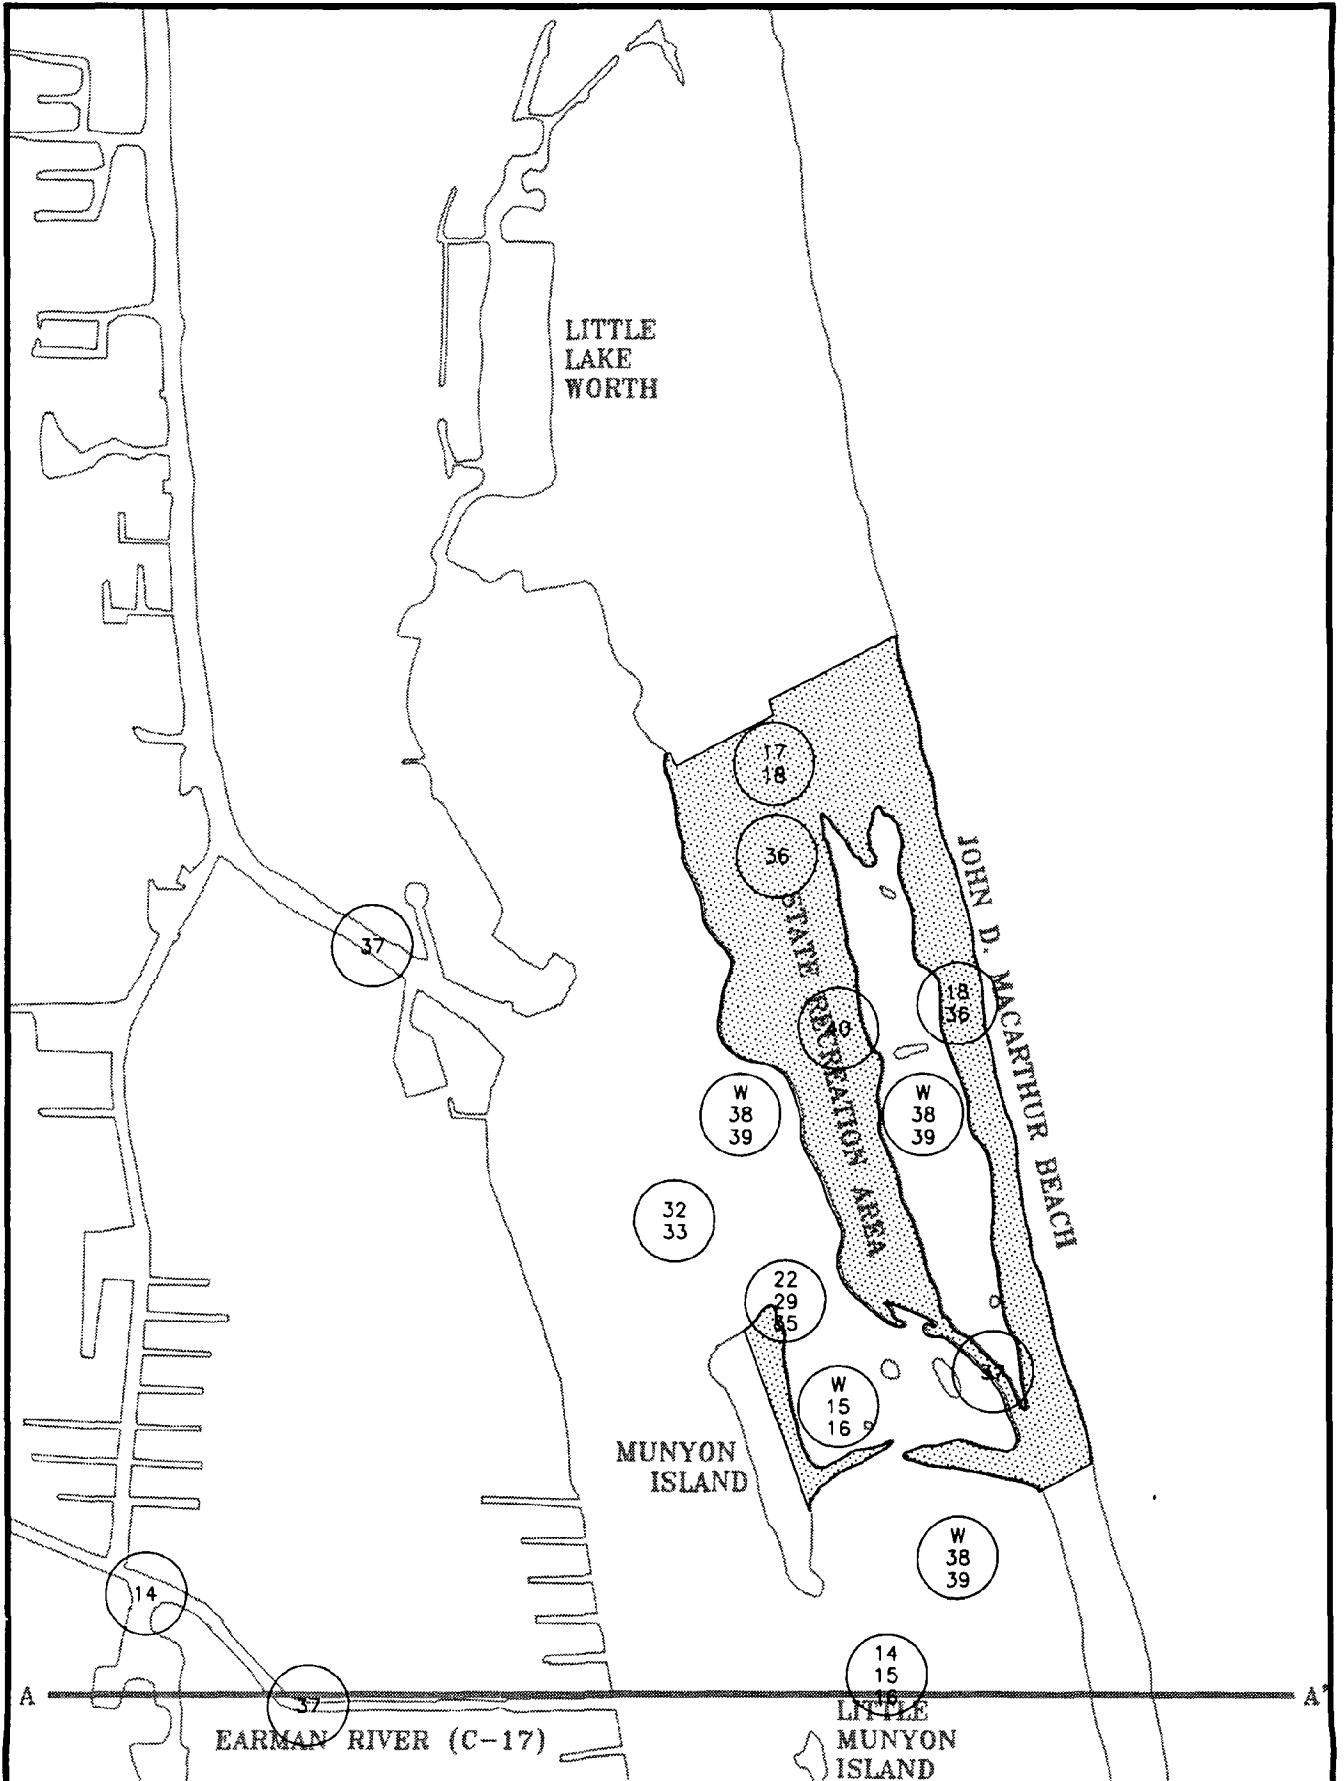 LITTLE
LAKE
WORTH
17
18
36
JOHN D. MACARTHUR BEACH
STATE RECREATION AREA
37
18
36
40
W
38
39
W
38
39
32
33
22
29
35
37
W
15
16
MUNYON
ISLAND
W
38
39
14
14
15
16
A
A'
37
EARMAN RIVER (C-17)
LITTLE
MUNYON
ISLAND